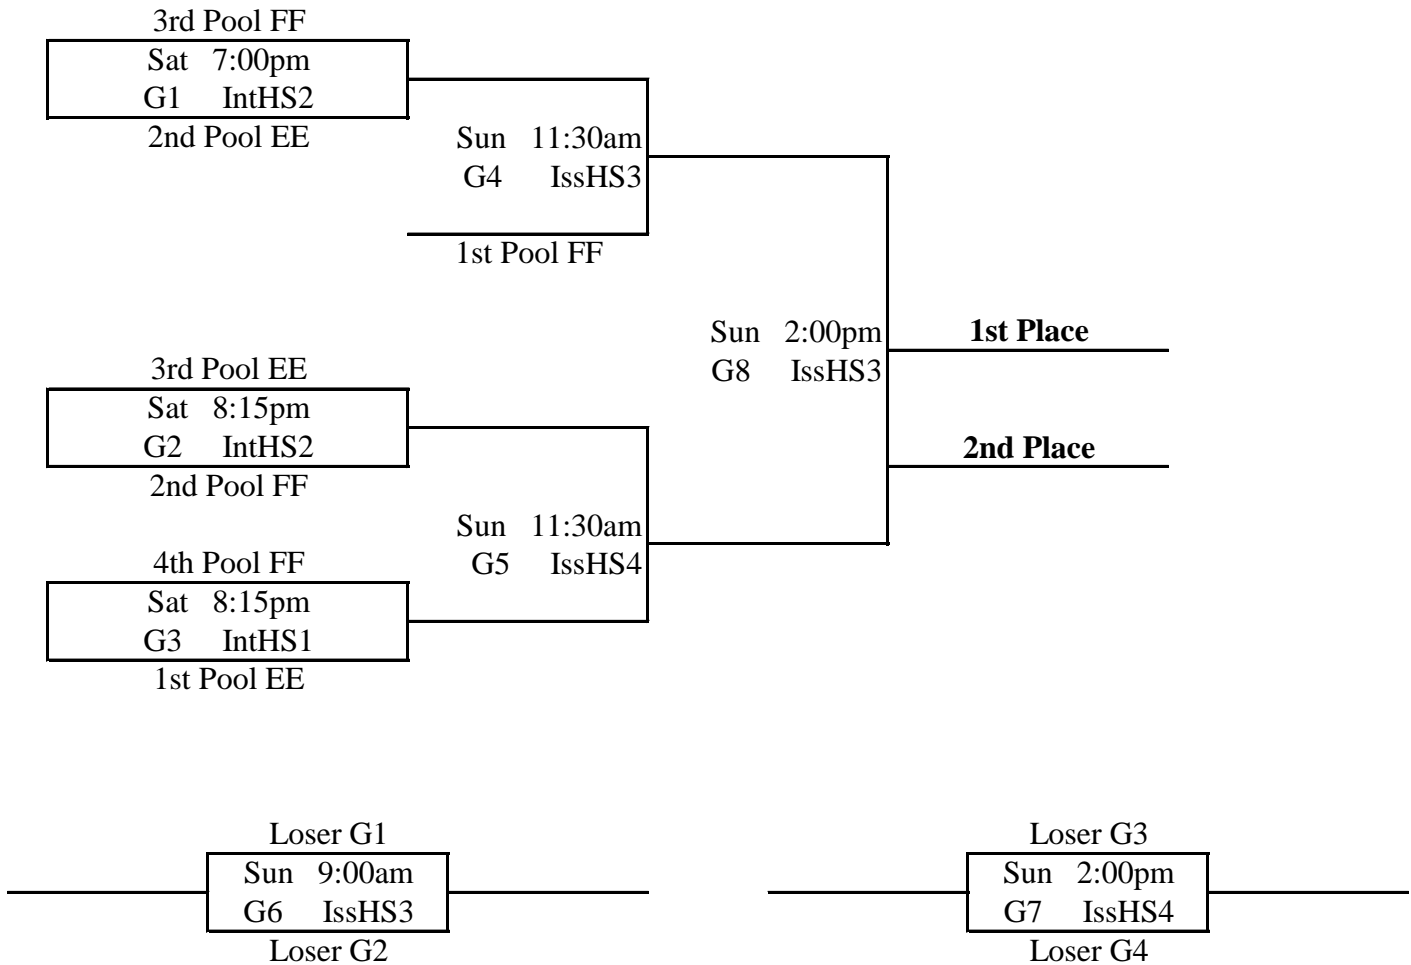 3rd Pool FF
Sat 7:00pm
G1 IntHS2
2nd Pool EE
Sun 11:30am
G4 IssHS3
1st Pool FF
Sun 2:00pm
G8 IssHS3
1st Place
3rd Pool EE
Sat 8:15pm
G2 IntHS2
2nd Pool FF
2nd Place
Sun 11:30am
G5 IssHS4
4th Pool FF
Sat 8:15pm
G3 IntHS1
1st Pool EE
Loser G1
Sun 9:00am
G6 IssHS3
Loser G2
Loser G3
Sun 2:00pm
G7 IssHS4
Loser G4